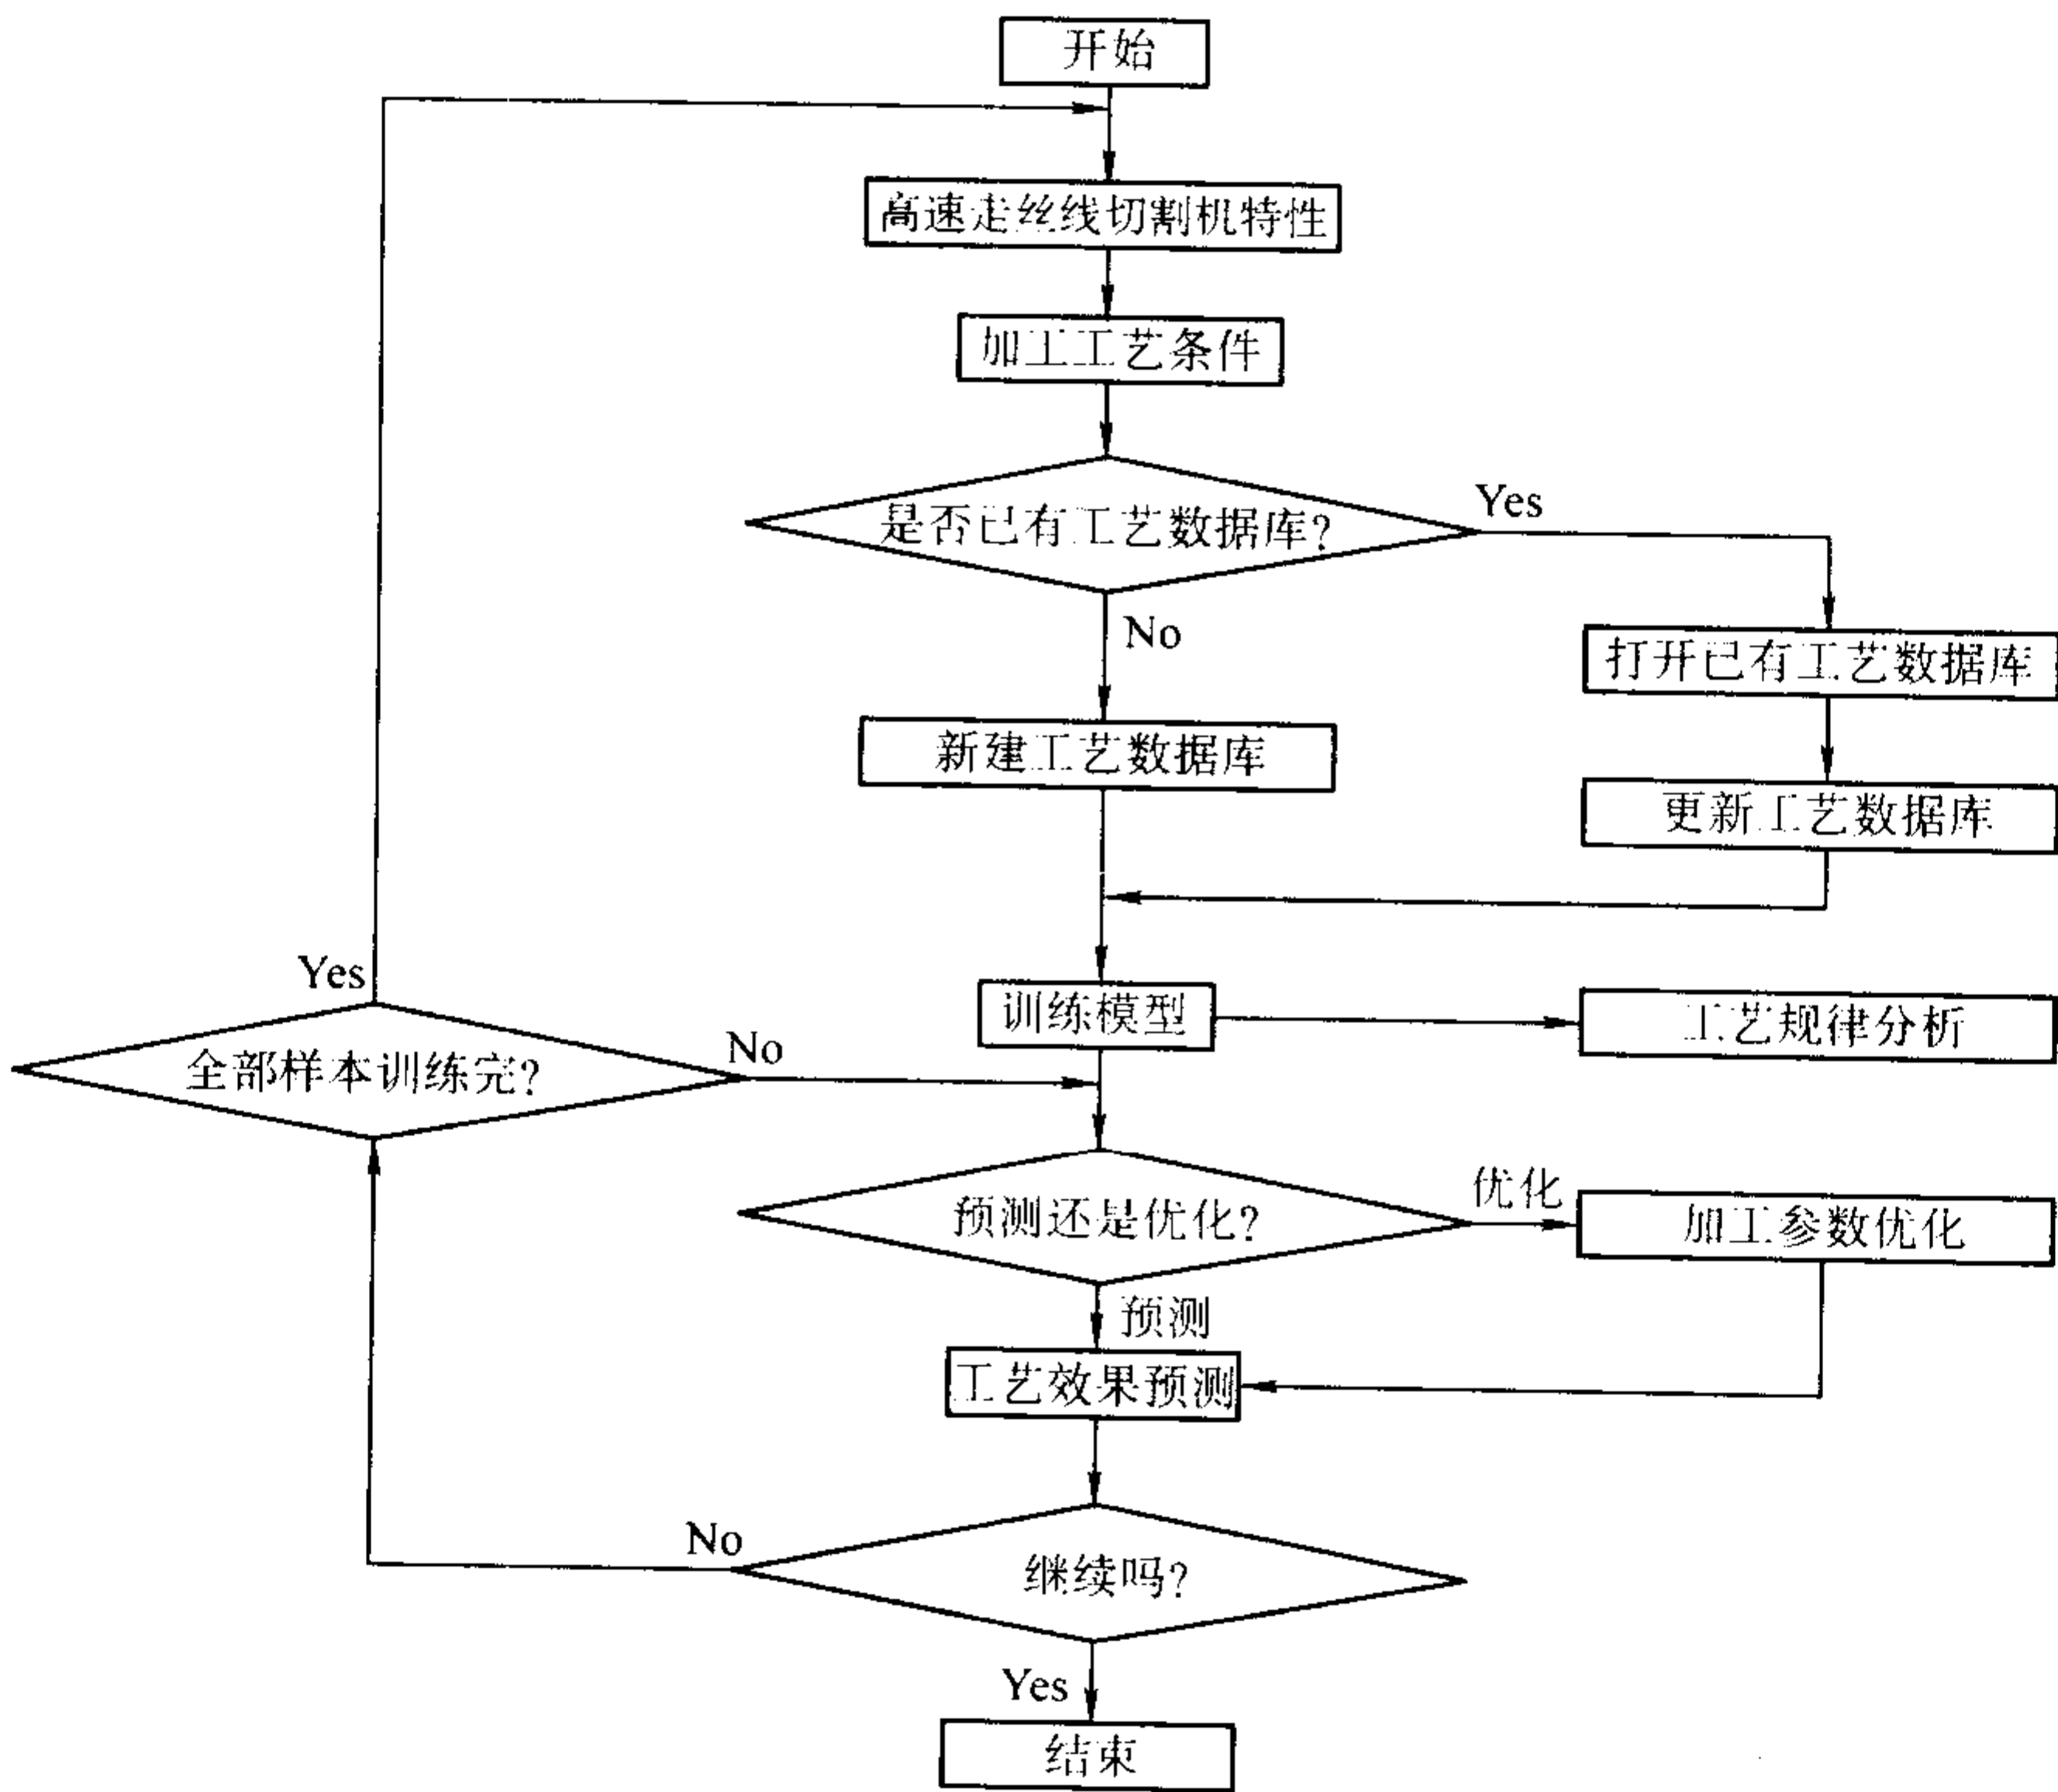 开始
高速走丝线切割机特性
加工工艺条件
是否已有工艺数据库?
Yes
No
打开已有工艺数据库
新建工艺数据库
更新工艺数据库
Yes
训练模型
工艺规律分析
全部样本训练完?
No
预测还是优化?
优化
加工参数优化
预测
工艺效果预测
No
继续吗?
Yes
结束